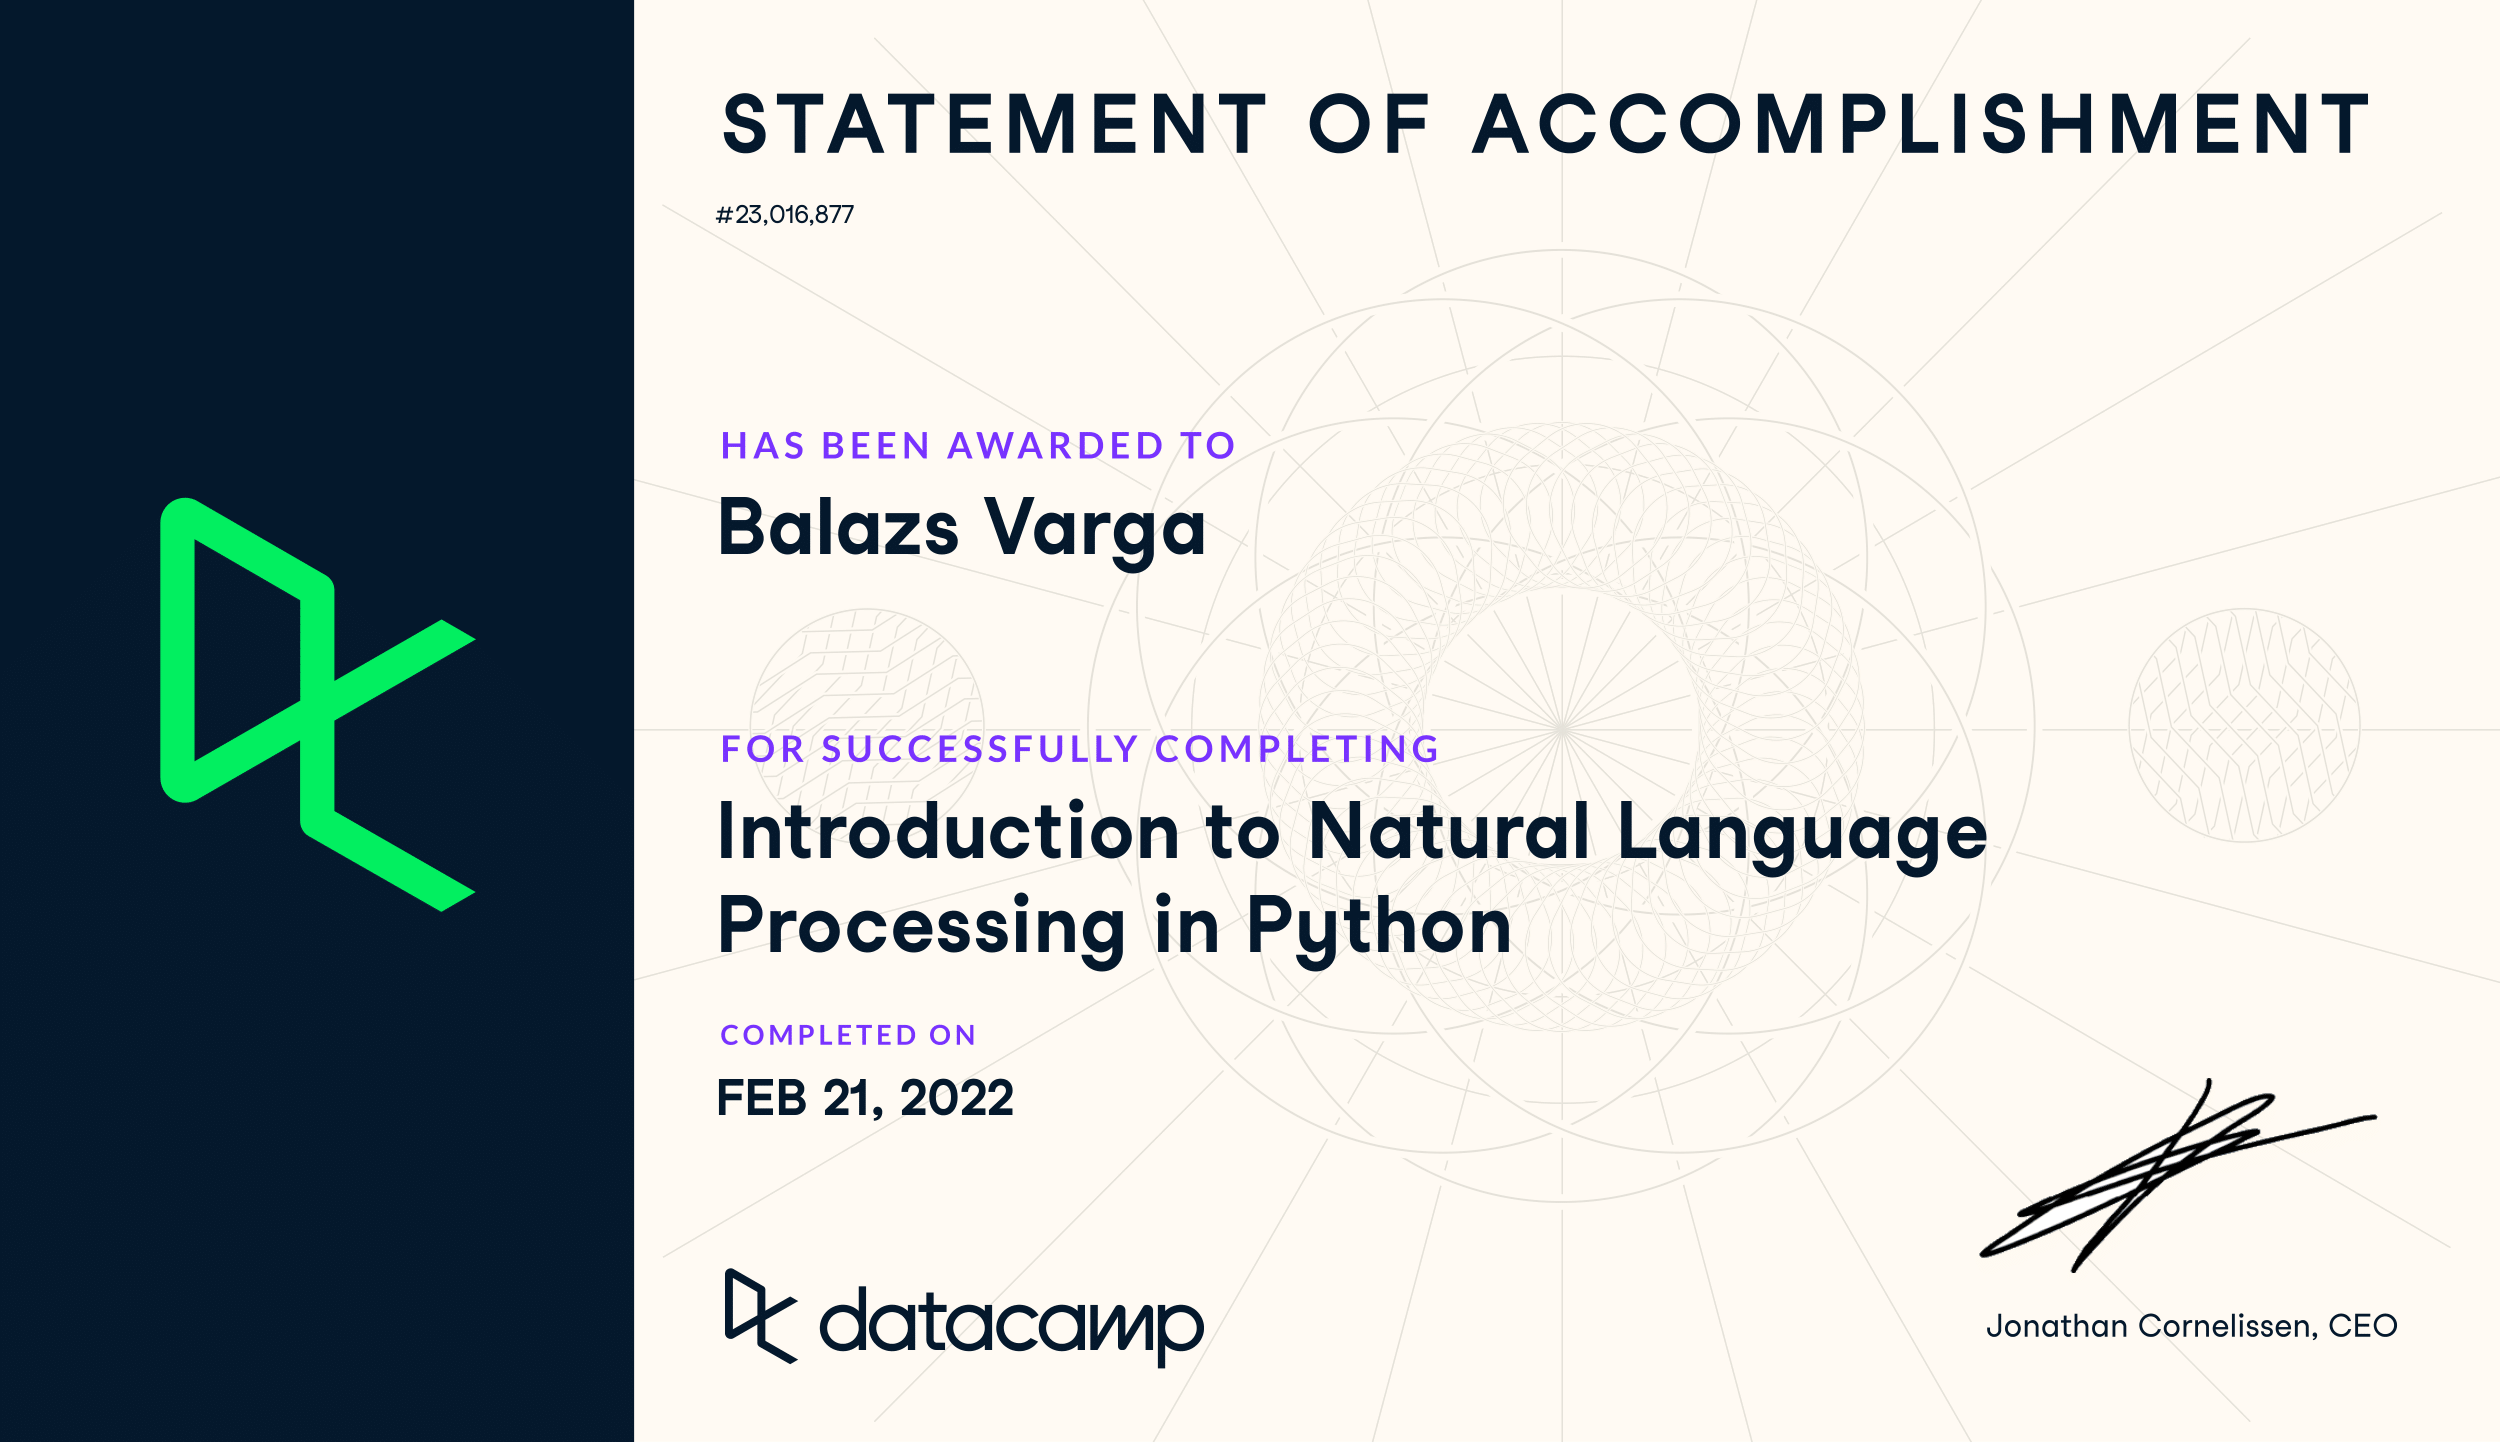 STATEMENT OF ACCOMPLISHMENT
#23,016,877
HAS BEEN AWARDED TO
Balazs Varga
FOR SUCCESSFULLY COMPLETING
Introduction to Natural Language
Processing in Python
COMPLETED ON
FEB 21, 2022
datacamp
Jonathan Cornelissen, CEO